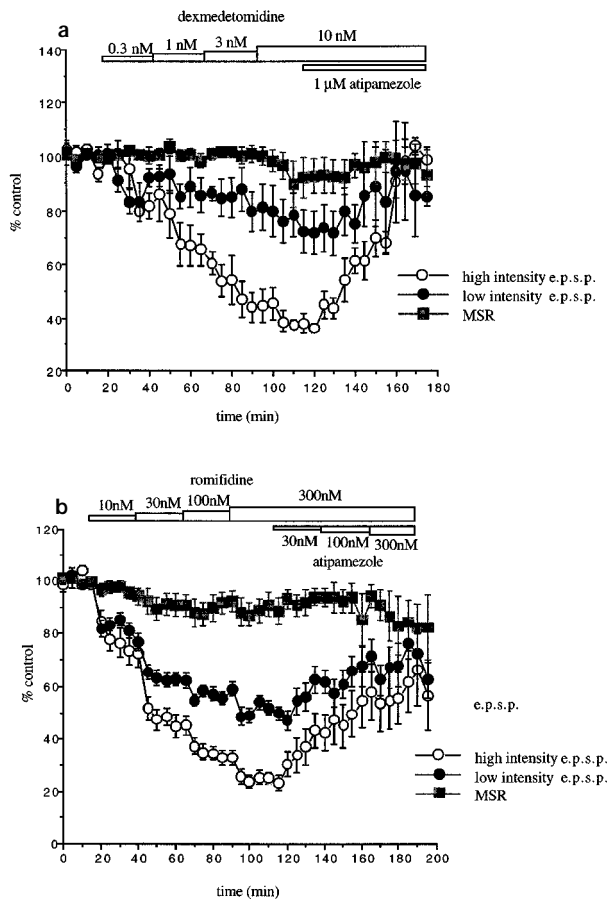 dexmedetomidine
a
0.3 nM
1 nM
3 nM
10 nM
1 µM atipamezole
140
120
100
80
60
40
20
% control
0 20 40 60 80 100 120 140 160 180
time (min)
high intensity e.p.s.p.
low intensity e.p.s.p.
MSR
romifidine
b
10nM
30nM
100nM
300nM
30nM
100nM
300nM
atipamezole
120
100
80
60
40
20
0
% control
0 20 40 60 80 100 120 140 160 180 200
time (min)
e.p.s.p.
high intensity e.p.s.p.
low intensity e.p.s.p.
MSR